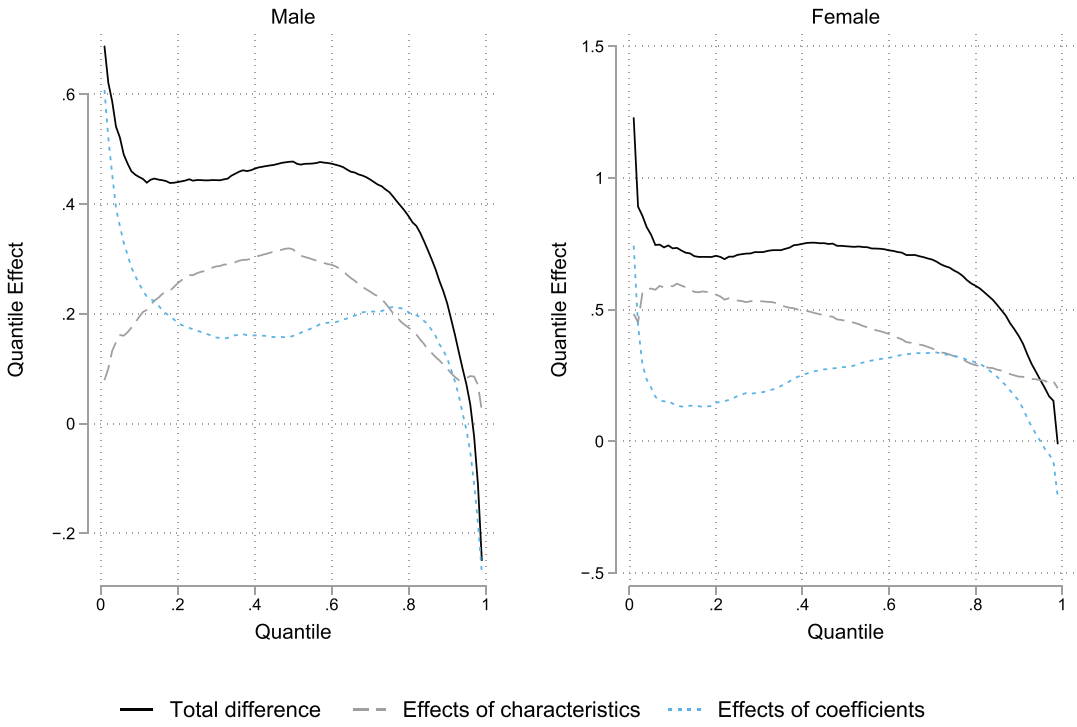 Male
Female
Quantile Effect
.6
.4
.2
0
−.2
0 .2 .4 .6 .8 1
Quantile
Quantile Effect
1.5
1
.5
0
−.5
0 .2 .4 .6 .8 1
Quantile
Total difference Effects of characteristics Effects of coefficients